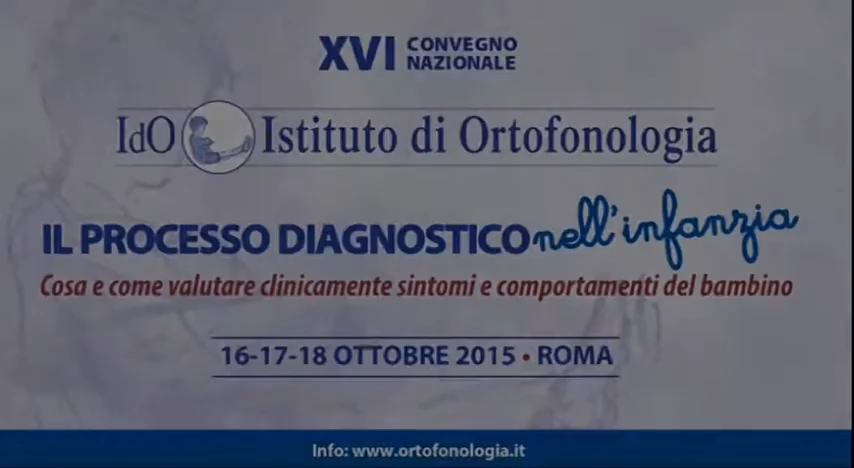 XVI CONVEGNO
NAZIONALE
IdO Istituto di Ortofonologia
IL PROCESSO DIAGNOSTICO nell'infanzia
Cosa e come valutare clinicamente sintomi e comportamenti del bambino
16-17-18 OTTOBRE 2015 • ROMA
Info: www.ortofonologia.it